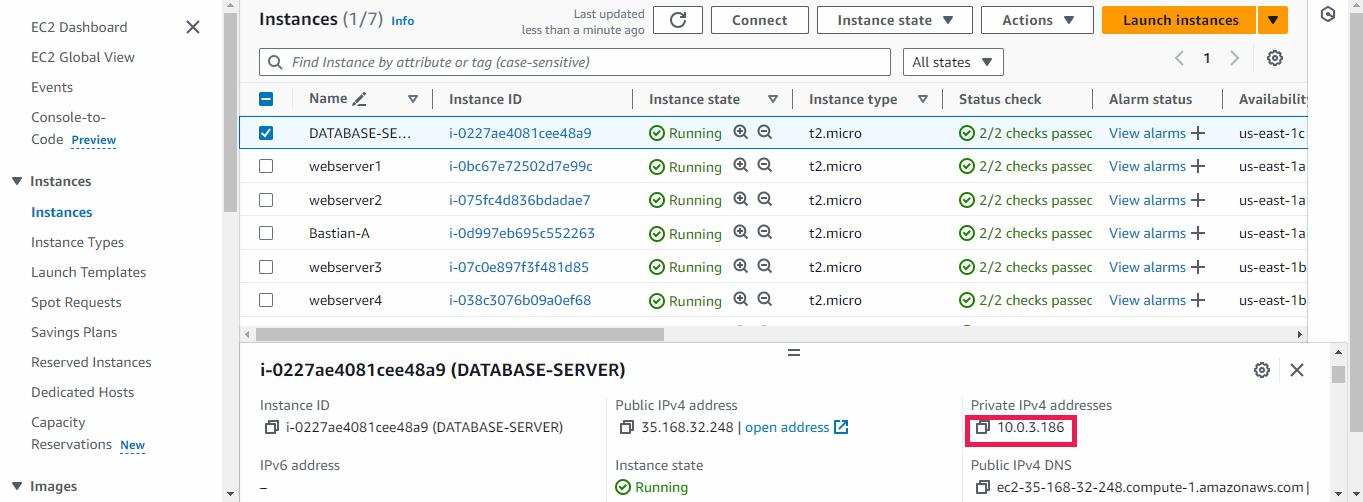 EC2 Dashboard
EC2 Global View
Events
Console-to-
Code Preview
Instances
Instances
Instance Types
Launch Templates
Spot Requests
Savings Plans
Reserved Instances
Dedicated Hosts
Capacity
Reservations New
Images
Instances (1/7) Info
Last updated
less than a minute ago
Connect
Instance state
Actions
Launch instances
Find Instance by attribute or tag (case-sensitive)
All states
1
Name Instance ID Instance state Instance type Status check Alarm status Availability
DATABASE-SE... i-0227ae4081cee48a9 Running t2.micro 2/2 checks passed View alarms + us-east-1c
webserver1 i-0bc67e72502d7e99c Running t2.micro 2/2 checks passed View alarms + us-east-1a
webserver2 i-075fc4d836bdadae7 Running t2.micro 2/2 checks passed View alarms + us-east-1a
Bastian-A i-0d997eb695c552263 Running t2.micro 2/2 checks passed View alarms + us-east-1a
webserver3 i-07c0e897f3f481d85 Running t2.micro 2/2 checks passed View alarms + us-east-1b
webserver4 i-038c3076b09a0ef68 Running t2.micro 2/2 checks passed View alarms + us-east-1b
i-0227ae4081cee48a9 (DATABASE-SERVER)
Instance ID
i-0227ae4081cee48a9 (DATABASE-SERVER)
Public IPv4 address
35.168.32.248 | open address
Private IPv4 addresses
10.0.3.186
IPv6 address
–
Instance state
Running
Public IPv4 DNS
ec2-35-168-32-248.compute-1.amazonaws.com |